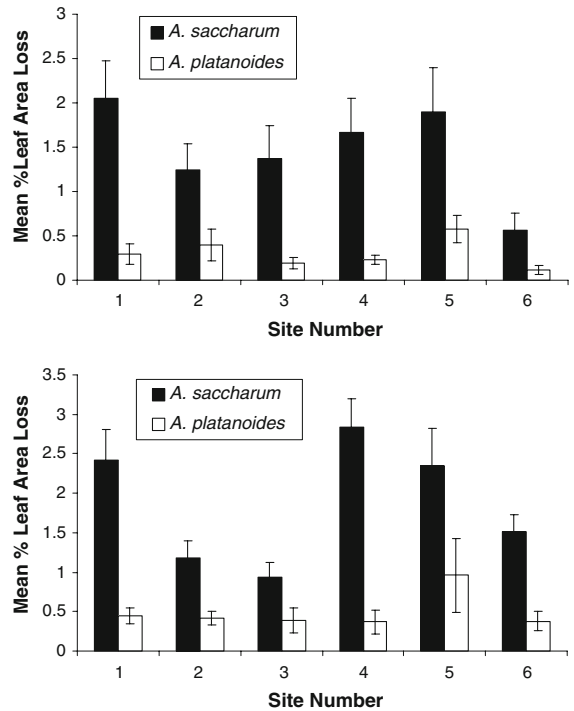 3
2.5
2
1.5
1
0.5
0
Mean %Leaf Area Loss
A. saccharum
A. platanoides
1 2 3 4 5 6
Site Number
3.5
3
2.5
2
1.5
1
0.5
0
Mean % Leaf Area Loss
A. saccharum
A. platanoides
1 2 3 4 5 6
Site Number